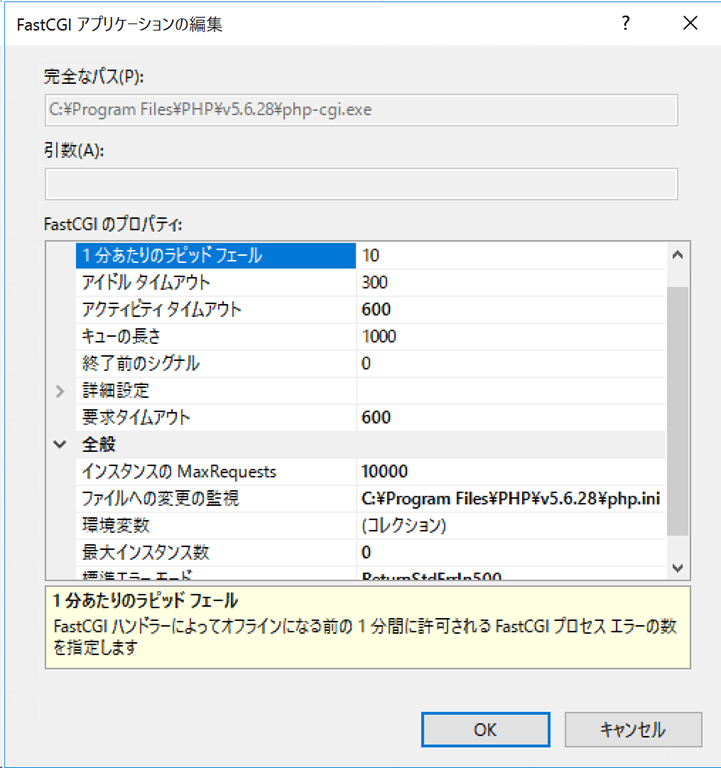 FastCGI アプリケーションの編集 ?
完全なパス(P):
C:¥Program Files¥PHP¥v5.6.28¥php-cgi.exe
引数(A):
FastCGI のプロパティ:
1 分あたりのラピッド フェール 10
アイドル タイムアウト 300
アクティビティ タイムアウト 600
キューの長さ 1000
終了前のシグナル 0
詳細設定
要求タイムアウト 600
全般
インスタンスの MaxRequests 10000
ファイルへの変更の監視 C:¥Program Files¥PHP¥v5.6.28¥php.ini
環境変数 (コレクション)
最大インスタンス数 0
標準エラー モード ReturnStdErrIn500
1 分あたりのラピッド フェール
FastCGI ハンドラーによってオフラインになる前の 1 分間に許可される FastCGI プロセス エラーの数
を指定します
OK キャンセル